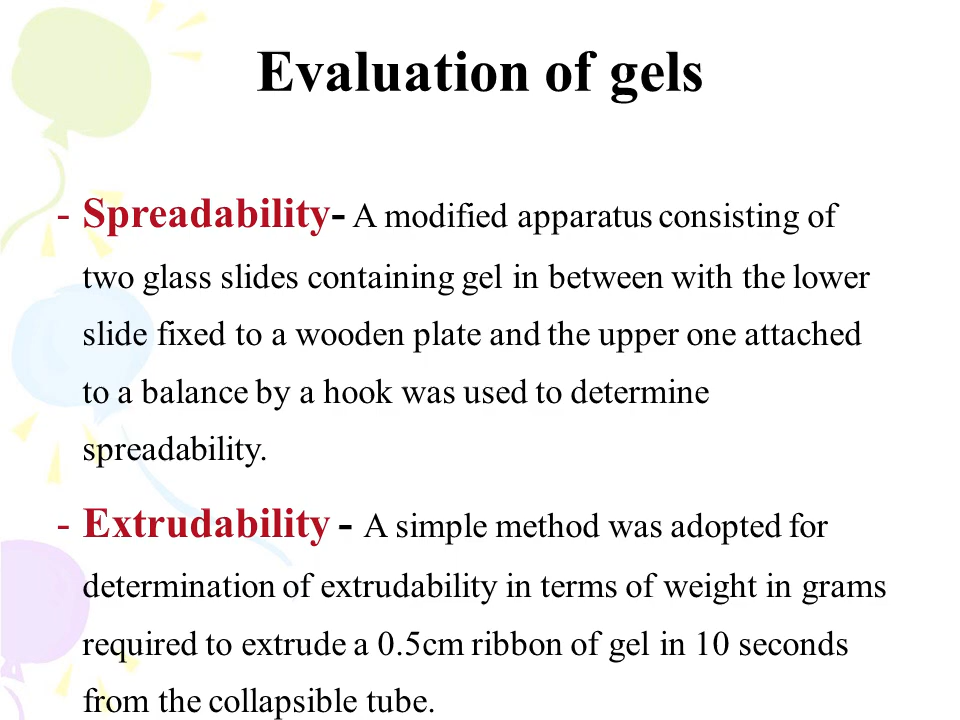 Evaluation of gels
- Spreadability- A modified apparatus consisting of
two glass slides containing gel in between with the lower
slide fixed to a wooden plate and the upper one attached
to a balance by a hook was used to determine
spreadability.
- Extrudability - A simple method was adopted for
determination of extrudability in terms of weight in grams
required to extrude a 0.5cm ribbon of gel in 10 seconds
from the collapsible tube.